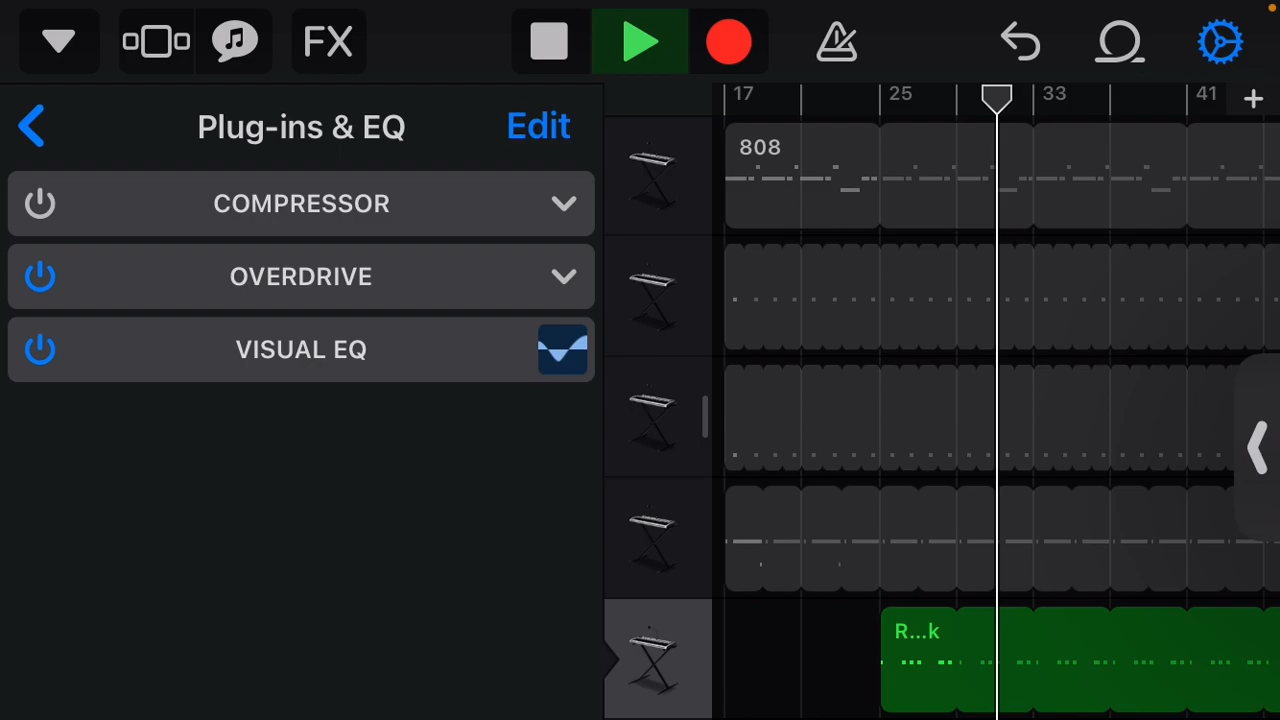 FX
Plug-ins & EQ
Edit
COMPRESSOR
OVERDRIVE
VISUAL EQ
17
25
33
41
808
R...k